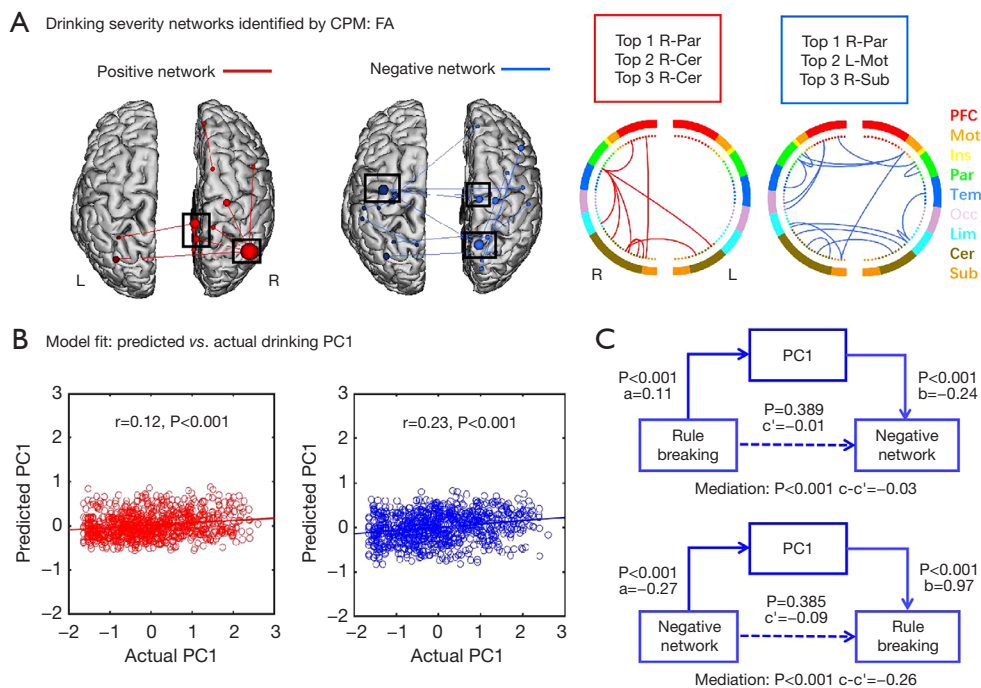 A Drinking severity networks identified by CPM: FA
Positive network
Negative network
L
R
Top 1 R-Par
Top 2 R-Cer
Top 3 R-Cer
Top 1 R-Par
Top 2 L-Mot
Top 3 R-Sub
R
L
PFC
Mot
Ins
Par
Tem
Occ
Lim
Cer
Sub
B Model fit: predicted vs. actual drinking PC1
3
2
1
0
−1
−2
−2 −1 0 1 2 3
Predicted PC1
Actual PC1
r=0.12, P<0.001
3
2
1
0
−1
−2
−2 −1 0 1 2 3
Predicted PC1
Actual PC1
r=0.23, P<0.001
C
PC1
P<0.001
a=0.11
P<0.001
b=−0.24
P=0.389
c'=−0.01
Rule
breaking
Negative
network
Mediation: P<0.001 c-c'=−0.03
PC1
P<0.001
a=−0.27
P<0.001
b=0.97
P=0.385
c'=−0.09
Negative
network
Rule
breaking
Mediation: P<0.001 c-c'=−0.26